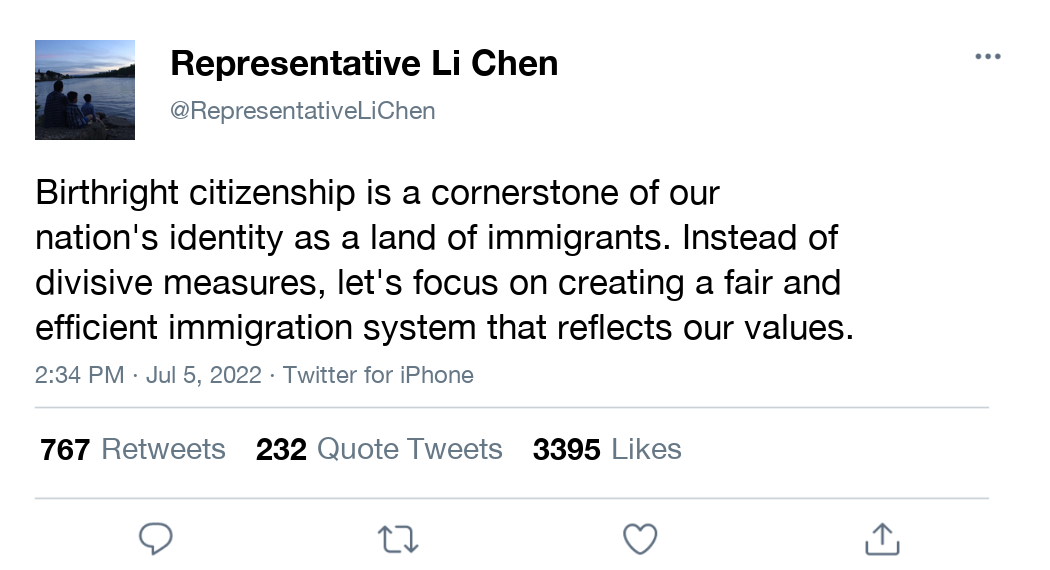 Representative Li Chen
@RepresentativeLiChen
Birthright citizenship is a cornerstone of our
nation's identity as a land of immigrants. Instead of
divisive measures, let's focus on creating a fair and
efficient immigration system that reflects our values.
2:34 PM · Jul 5, 2022 · Twitter for iPhone
767 Retweets 232 Quote Tweets 3395 Likes